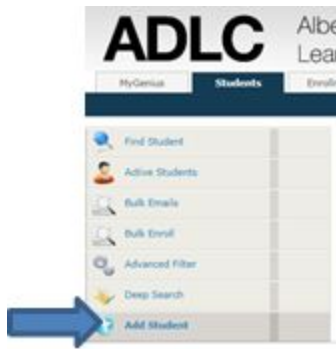 ADLC
Albe
Lear
MyGenius Students Enroll
Find Student
Active Students
Bulk Emails
Bulk Enroll
Advanced Filter
Deep Search
Add Student